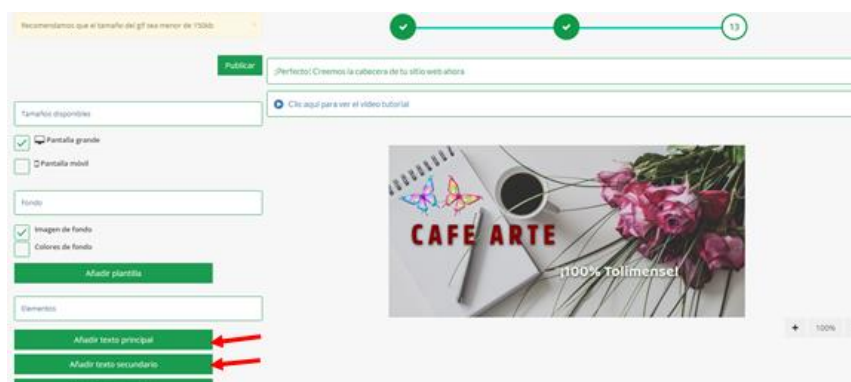 Recomendamos que el tamaño del gif sea menor de 150kb
13
Publicar
¡Perfecto! Creemos la cabecera de tu sitio web ahora
Clic aquí para ver el video tutorial
Tamaños disponibles
Pantalla grande
Pantalla móvil
Fondo
Imagen de fondo
Colores de fondo
Añadir plantilla
CAFE ARTE
¡100% Tolimense!
Elementos
100%
Añadir texto principal
Añadir texto secundario